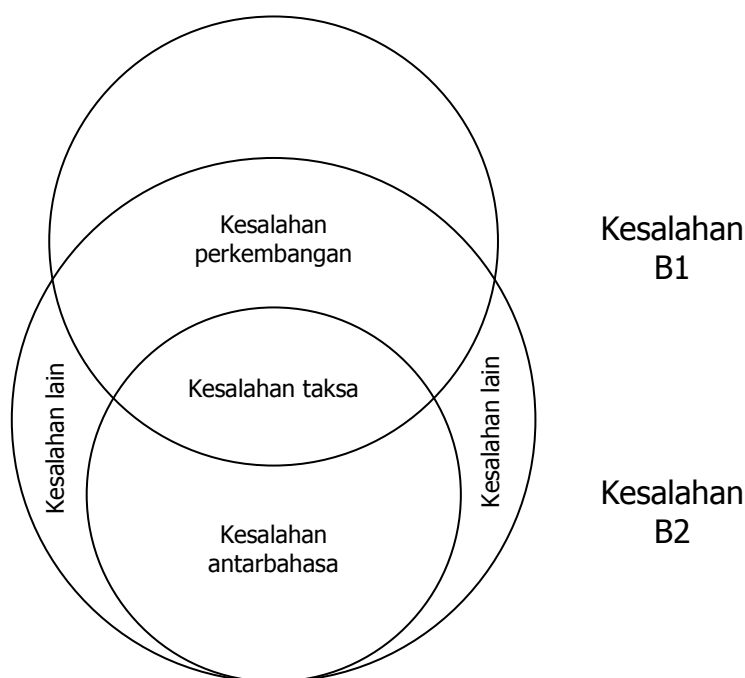 Kesalahan
perkembangan
Kesalahan
B1
Kesalahan taksa
Kesalahan lain
Kesalahan lain
Kesalahan
antarbahasa
Kesalahan
B2